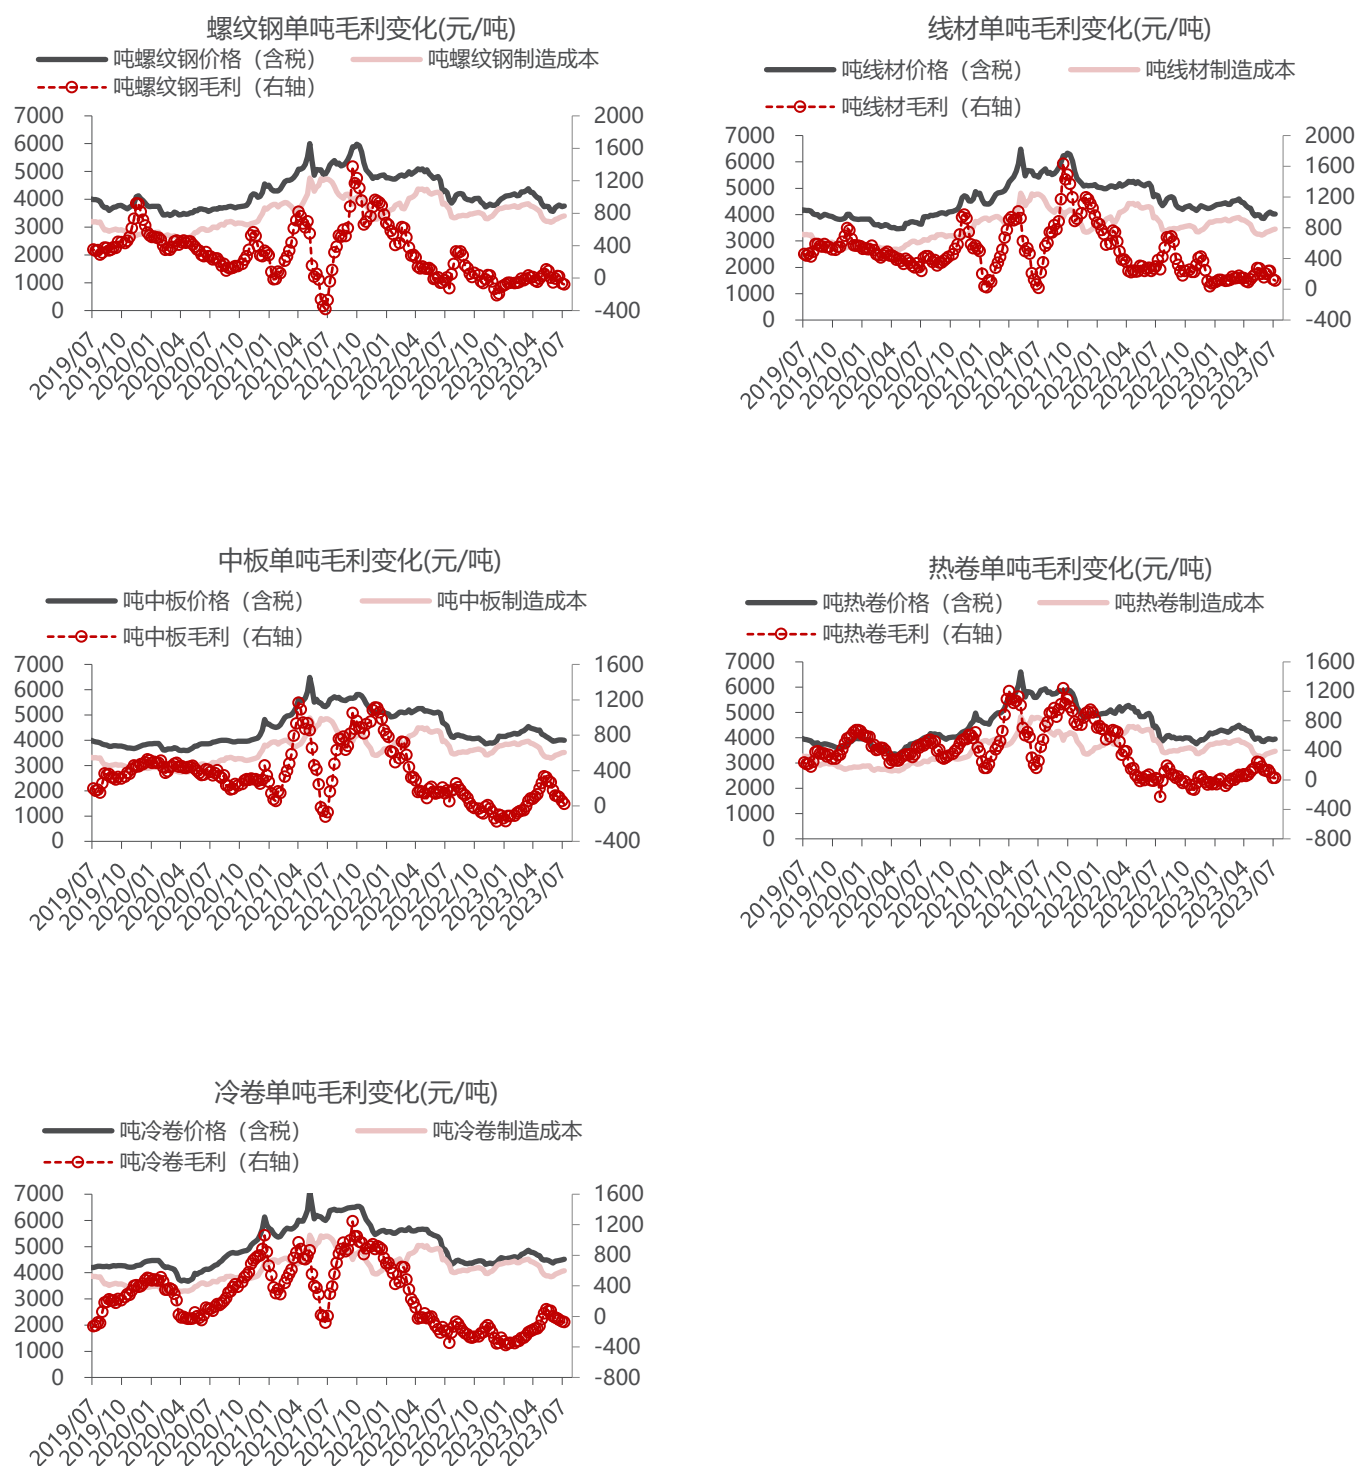 螺纹钢单吨毛利变化(元/吨)
吨螺纹钢价格（含税） 吨螺纹钢制造成本
吨螺纹钢毛利（右轴）
7000 2000
6000 1600
5000 1200
4000 800
3000 400
2000 0
1000 -400
0
2019/07 2019/10 2020/01 2020/04 2020/07 2020/10 2021/01 2021/04 2021/07 2021/10 2022/01 2022/04 2022/07 2022/10 2023/01 2023/04 2023/07
线材单吨毛利变化(元/吨)
吨线材价格（含税） 吨线材制造成本
吨线材毛利（右轴）
7000 2000
6000 1600
5000 1200
4000 800
3000 400
2000 0
1000 -400
0
2019/07 2019/10 2020/01 2020/04 2020/07 2020/10 2021/01 2021/04 2021/07 2021/10 2022/01 2022/04 2022/07 2022/10 2023/01 2023/04 2023/07
中板单吨毛利变化(元/吨)
吨中板价格（含税） 吨中板制造成本
吨中板毛利（右轴）
7000 1600
6000 1200
5000 800
4000 400
3000 0
2000 -400
1000
0
2019/07 2019/10 2020/01 2020/04 2020/07 2020/10 2021/01 2021/04 2021/07 2021/10 2022/01 2022/04 2022/07 2022/10 2023/01 2023/04 2023/07
热卷单吨毛利变化(元/吨)
吨热卷价格（含税） 吨热卷制造成本
吨热卷毛利（右轴）
7000 1600
6000 1200
5000 800
4000 400
3000 0
2000 -400
1000 -800
0
2019/07 2019/10 2020/01 2020/04 2020/07 2020/10 2021/01 2021/04 2021/07 2021/10 2022/01 2022/04 2022/07 2022/10 2023/01 2023/04 2023/07
冷卷单吨毛利变化(元/吨)
吨冷卷价格（含税） 吨冷卷制造成本
吨冷卷毛利（右轴）
7000 1600
6000 1200
5000 800
4000 400
3000 0
2000 -400
1000 -800
0
2019/07 2019/10 2020/01 2020/04 2020/07 2020/10 2021/01 2021/04 2021/07 2021/10 2022/01 2022/04 2022/07 2022/10 2023/01 2023/04 2023/07